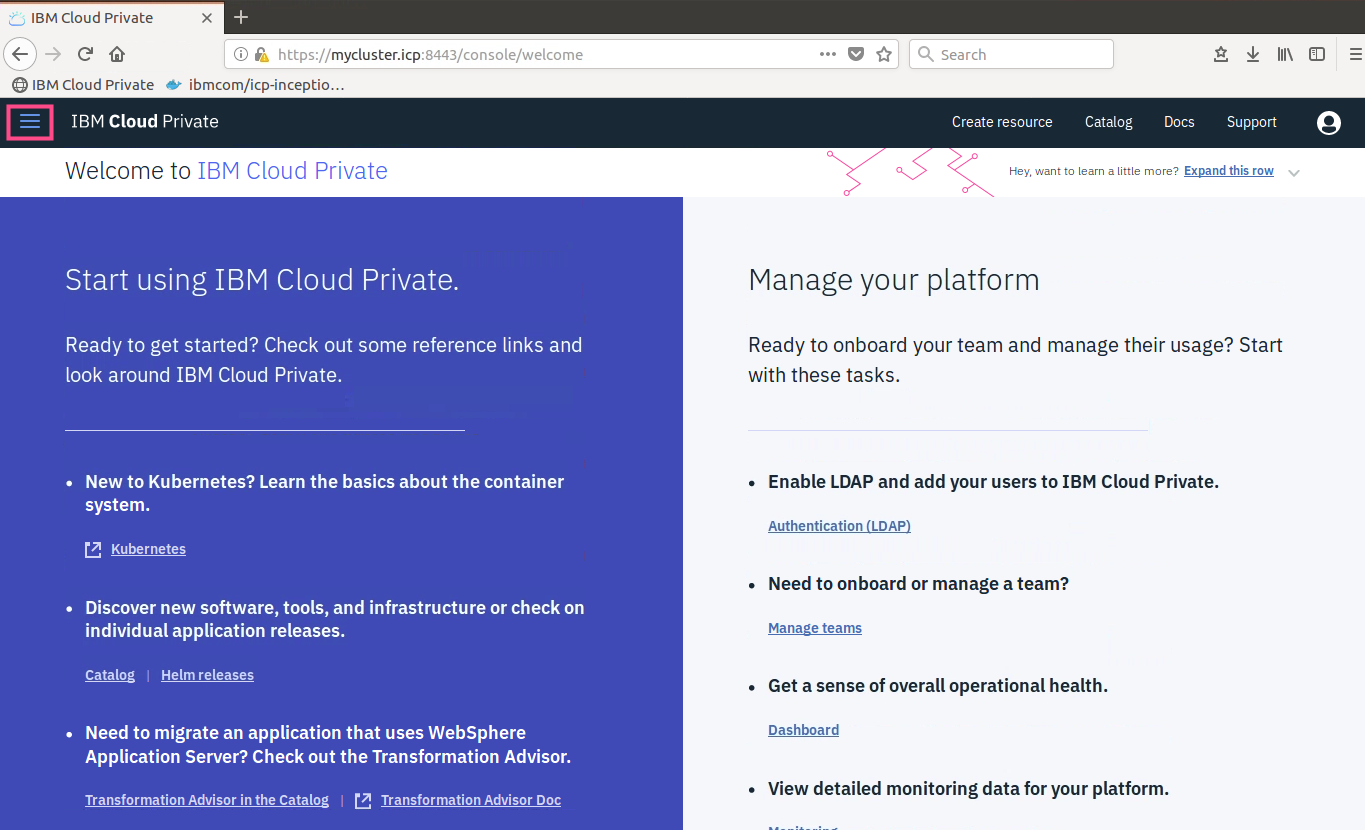 IBM Cloud Private
https://mycluster.icp:8443/console/welcome
Search
IBM Cloud Private
ibmcom/icp-inceptio…
IBM Cloud Private
Create resource
Catalog
Docs
Support
Welcome to IBM Cloud Private
Hey, want to learn a little more? Expand this row
Start using IBM Cloud Private.
Ready to get started? Check out some reference links and
look around IBM Cloud Private.
New to Kubernetes? Learn the basics about the container
system.
Kubernetes
Discover new software, tools, and infrastructure or check on
individual application releases.
Catalog | Helm releases
Need to migrate an application that uses WebSphere
Application Server? Check out the Transformation Advisor.
Transformation Advisor in the Catalog | Transformation Advisor Doc
Manage your platform
Ready to onboard your team and manage their usage? Start
with these tasks.
Enable LDAP and add your users to IBM Cloud Private.
Authentication (LDAP)
Need to onboard or manage a team?
Manage teams
Get a sense of overall operational health.
Dashboard
View detailed monitoring data for your platform.
Monitoring